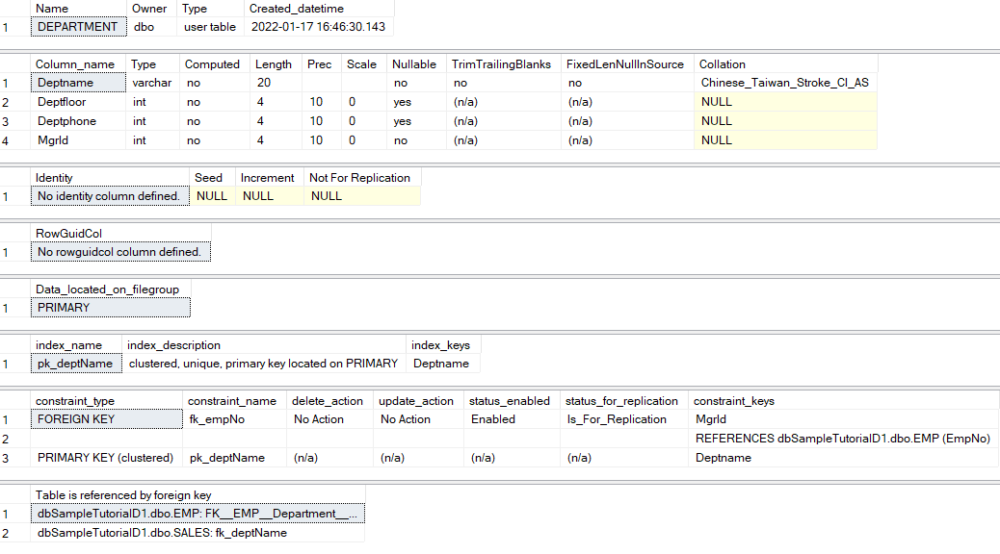 Name Owner Type Created_datetime
1 DEPARTMENT dbo user table 2022-01-17 16:46:30.143
Column_name Type Computed Length Prec Scale Nullable TrimTrailingBlanks FixedLenNullInSource Collation
1 Deptname varchar no 20 no no no Chinese_Taiwan_Stroke_CI_AS
2 Deptfloor int no 4 10 0 yes (n/a) (n/a) NULL
3 Deptphone int no 4 10 0 yes (n/a) (n/a) NULL
4 MgrId int no 4 10 0 no (n/a) (n/a) NULL
Identity Seed Increment Not For Replication
1 No identity column defined. NULL NULL NULL
RowGuidCol
1 No rowguidcol column defined.
Data_located_on_filegroup
1 PRIMARY
index_name index_description index_keys
1 pk_deptName clustered, unique, primary key located on PRIMARY Deptname
constraint_type constraint_name delete_action update_action status_enabled status_for_replication constraint_keys
1 FOREIGN KEY fk_empNo No Action No Action Enabled Is_For_Replication MgrId
2 REFERENCES dbSampleTutorialD1.dbo.EMP (EmpNo)
3 PRIMARY KEY (clustered) pk_deptName (n/a) (n/a) (n/a) (n/a) Deptname
Table is referenced by foreign key
1 dbSampleTutorialD1.dbo.EMP: FK__EMP__Department__...
2 dbSampleTutorialD1.dbo.SALES: fk_deptName